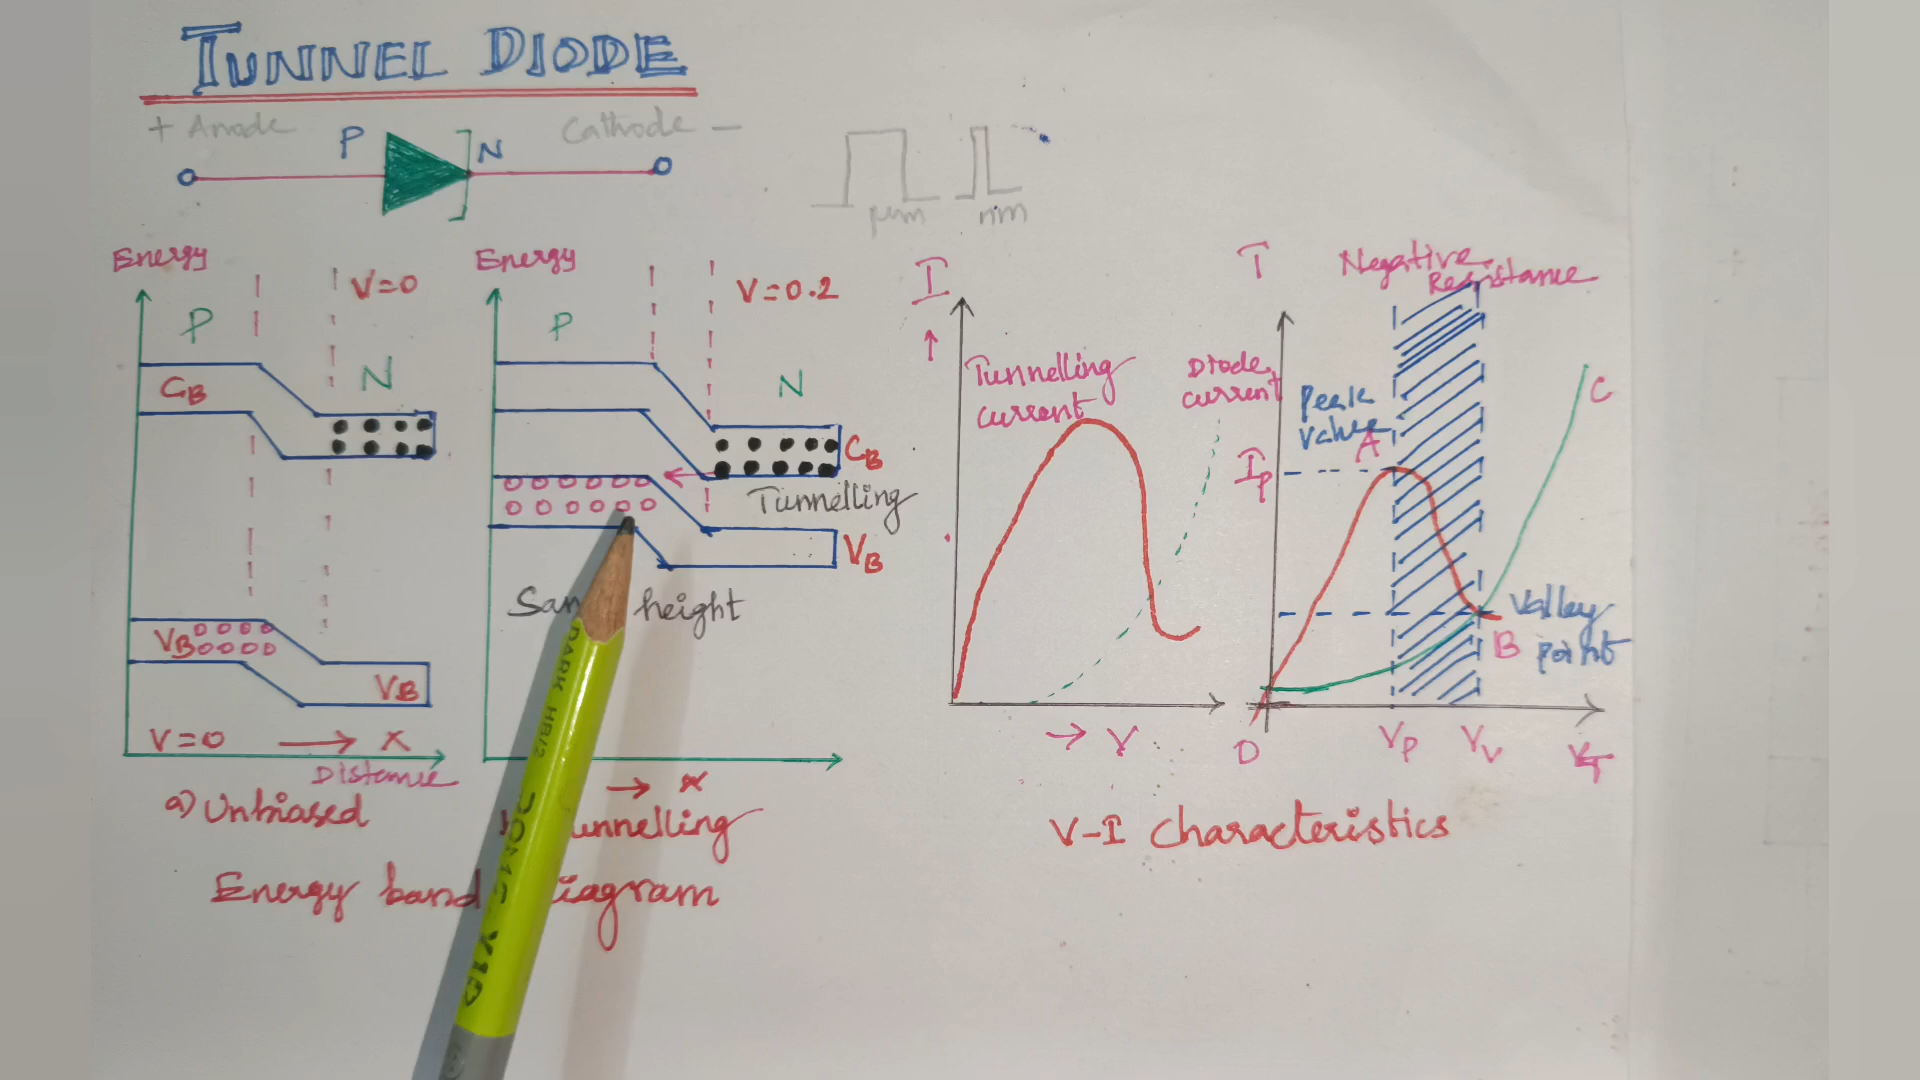 TUNNEL DIODE
+ Anode
P
N
Cathode -
μm
nm
Energy
P
V=0
N
CB
VB
VB
V=0
→ X
Distance
a) Unbiased
Energy
P
V=0.2
N
CB
Tunnelling
VB
height
→ x
unnelling
Energy band
iagram
I
Tunnelling
current
Diode
current
→ V
I
Negative
Resistance
Peak
value
A
Ip
C
Valley
point
B
Vp
Vv
V-I Characteristics